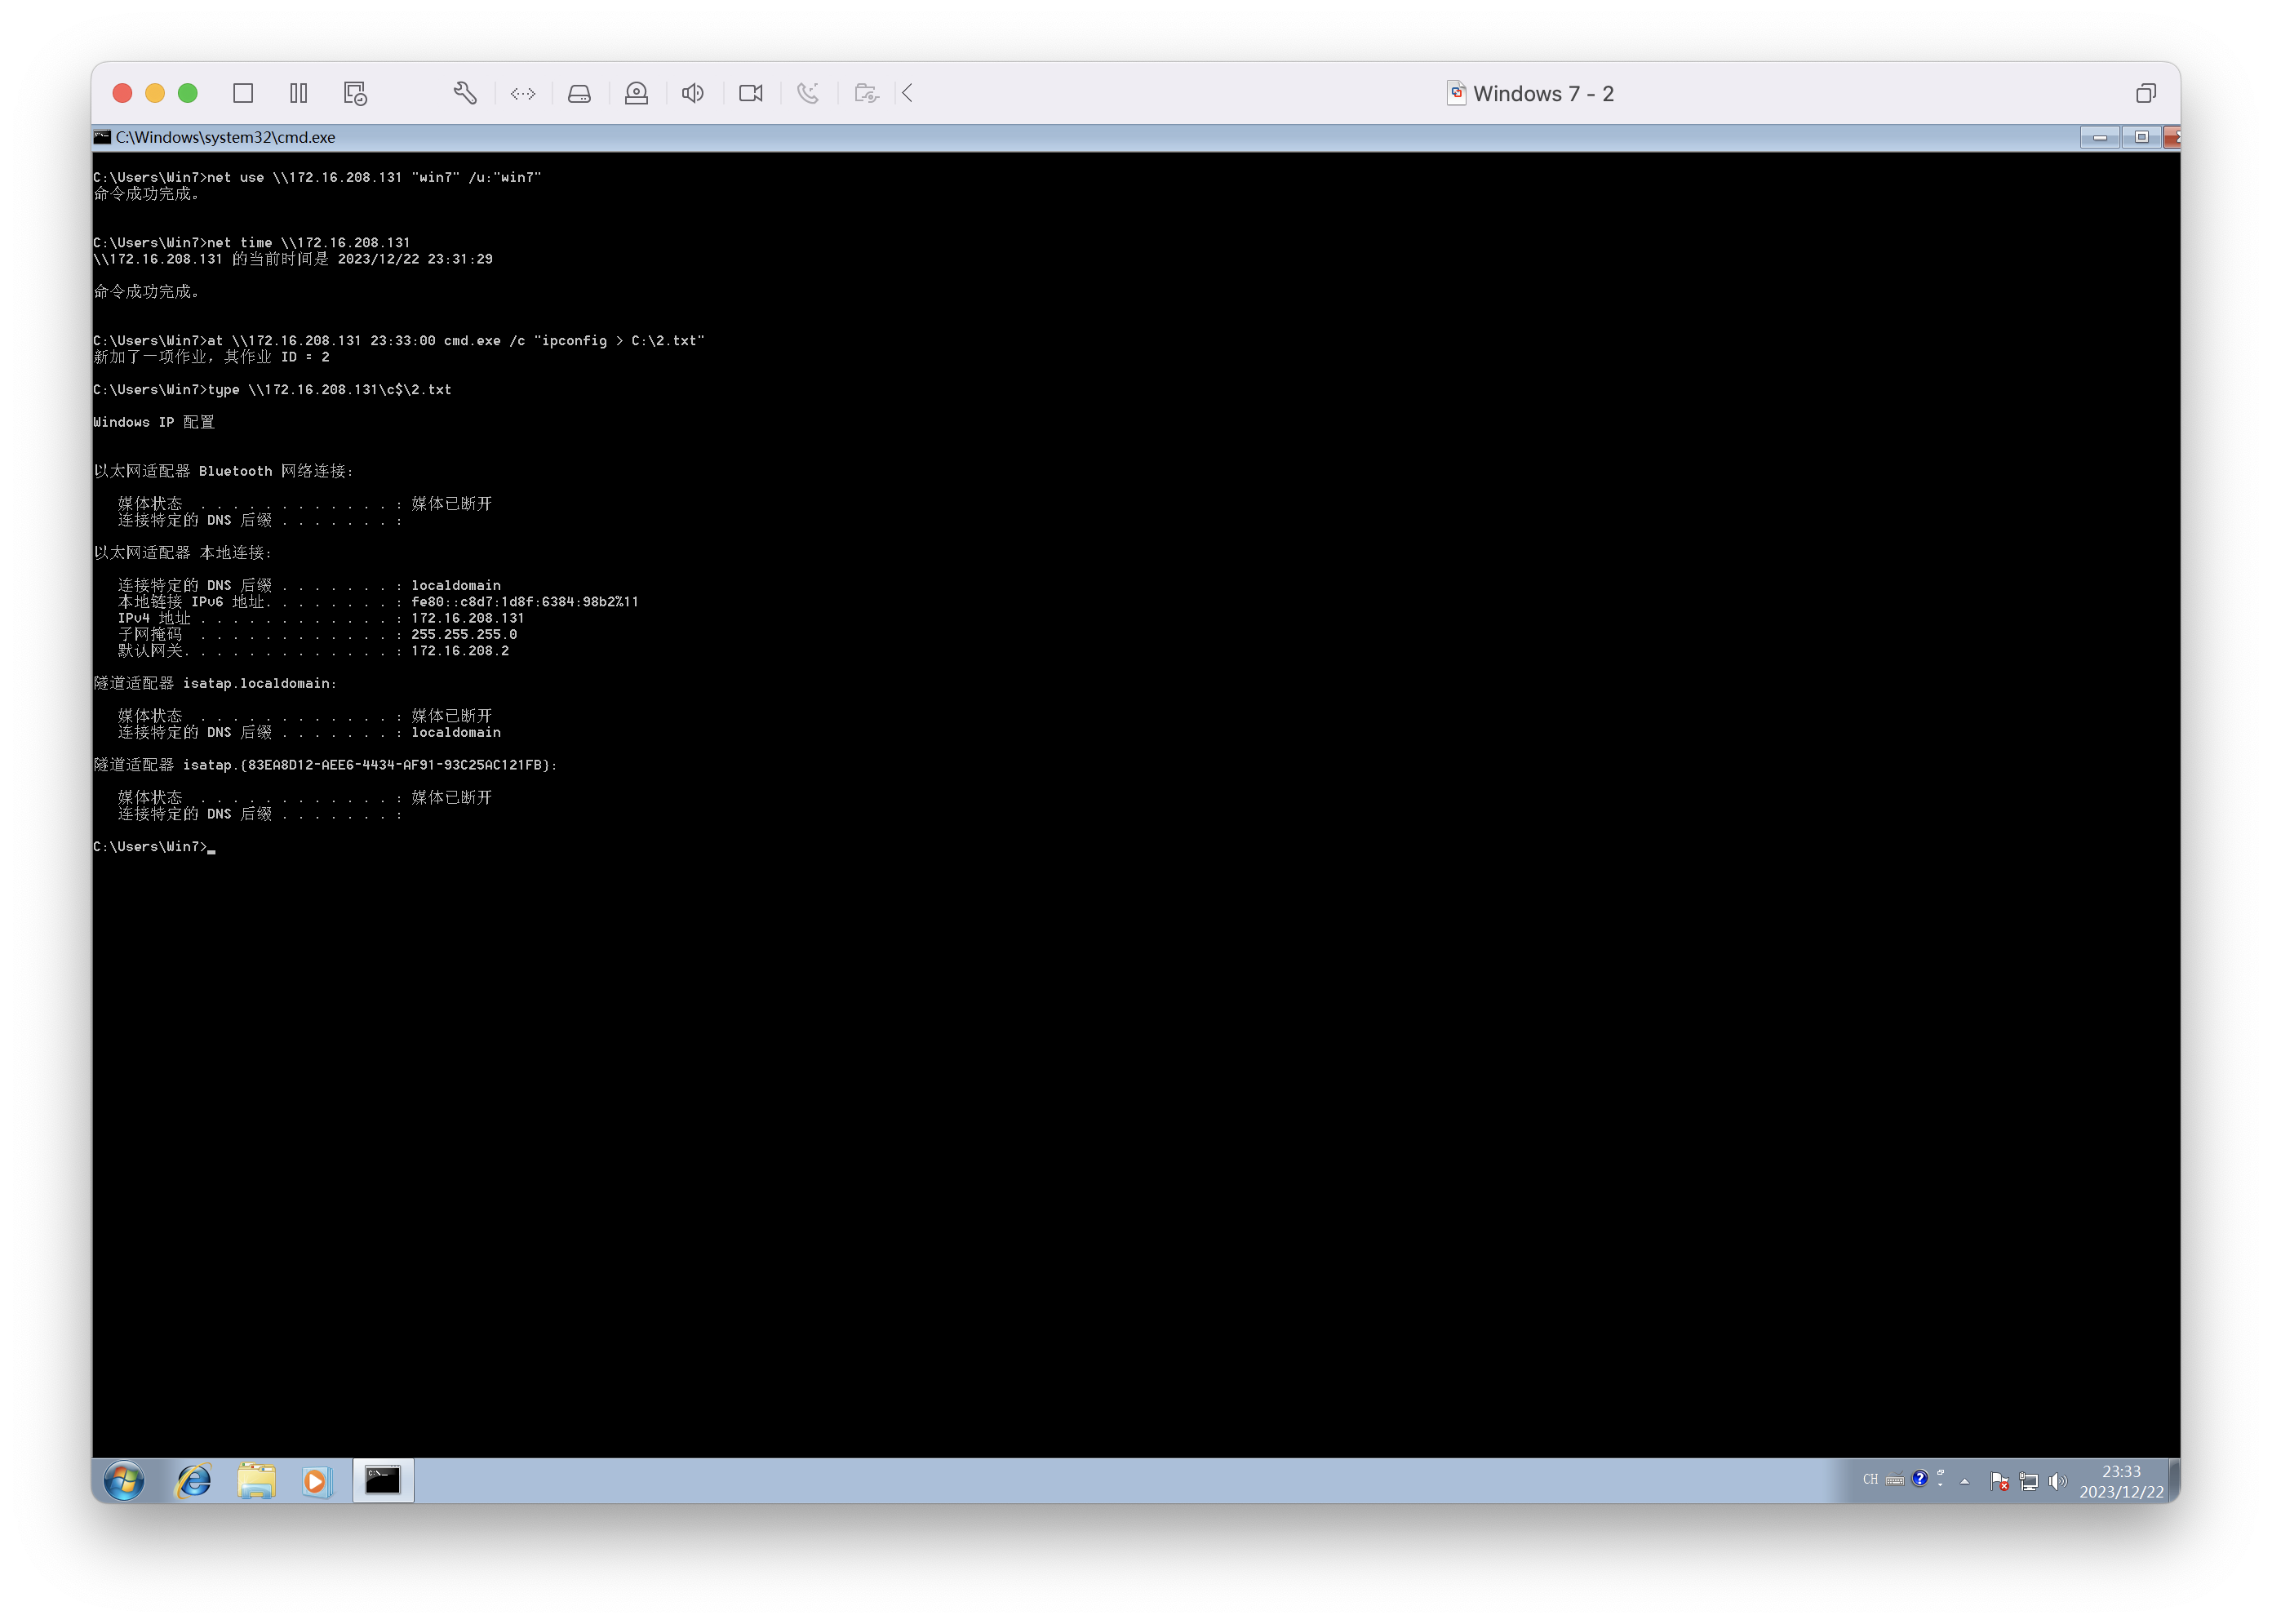 Windows 7 - 2
C:\Windows\system32\cmd.exe
C:\Users\Win7>net use \\172.16.208.131 "win7" /u:"win7"
命令成功完成。
C:\Users\Win7>net time \\172.16.208.131
\\172.16.208.131 的当前时间是 2023/12/22 23:31:29
命令成功完成。
C:\Users\Win7>at \\172.16.208.131 23:33:00 cmd.exe /c "ipconfig > C:\2.txt"
新加了一项作业，其作业 ID = 2
C:\Users\Win7>type \\172.16.208.131\c$\2.txt
Windows IP 配置
以太网适配器 Bluetooth 网络连接:
媒体状态 . . . . . . . . . . . . : 媒体已断开
连接特定的 DNS 后缀 . . . . . . . :
以太网适配器 本地连接:
连接特定的 DNS 后缀 . . . . . . . : localdomain
本地链接 IPv6 地址. . . . . . . . : fe80::c8d7:1d8f:6384:98b2%11
IPv4 地址 . . . . . . . . . . . . : 172.16.208.131
子网掩码 . . . . . . . . . . . . : 255.255.255.0
默认网关. . . . . . . . . . . . . : 172.16.208.2
隧道适配器 isatap.localdomain:
媒体状态 . . . . . . . . . . . . : 媒体已断开
连接特定的 DNS 后缀 . . . . . . . : localdomain
隧道适配器 isatap.{83EA8D12-AEE6-4434-AF91-93C25AC121FB}:
媒体状态 . . . . . . . . . . . . : 媒体已断开
连接特定的 DNS 后缀 . . . . . . . :
C:\Users\Win7>_
CH
23:33
2023/12/22